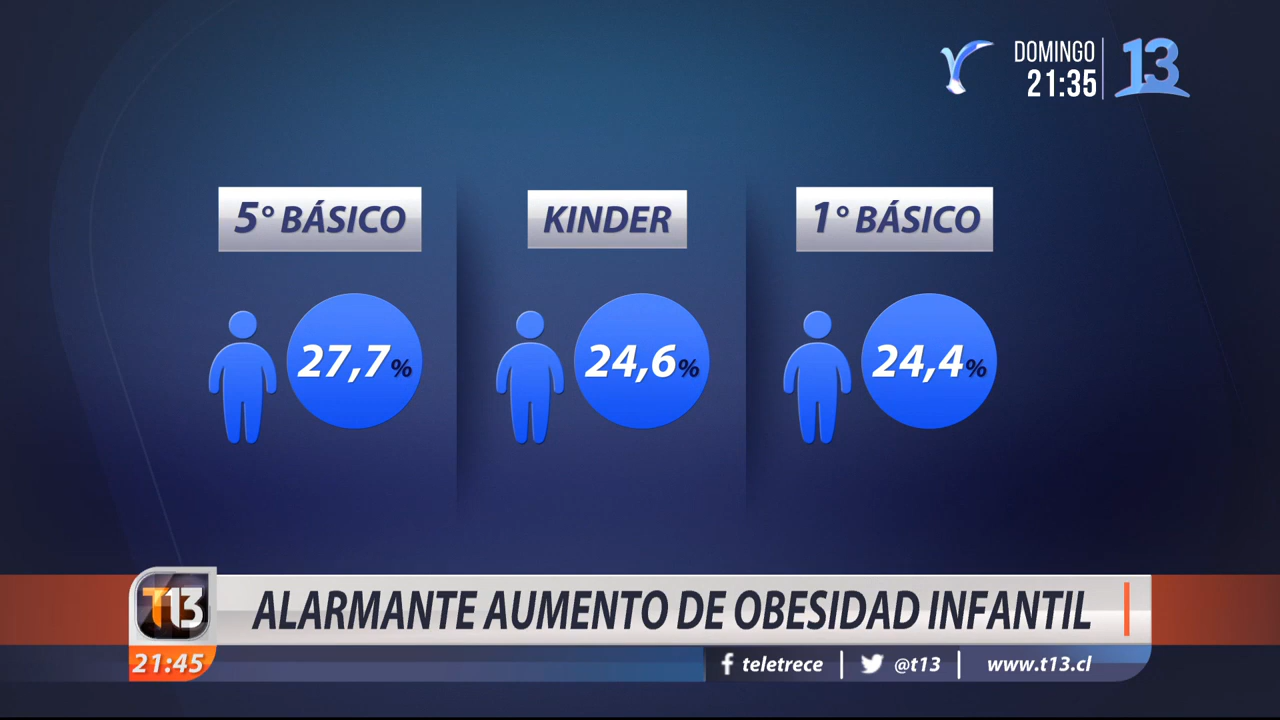 DOMINGO
21:35
13
5° BÁSICO
KINDER
1° BÁSICO
27,7%
24,6%
24,4%
T13
ALARMANTE AUMENTO DE OBESIDAD INFANTIL
21:45
teletrece
@t13
www.t13.cl